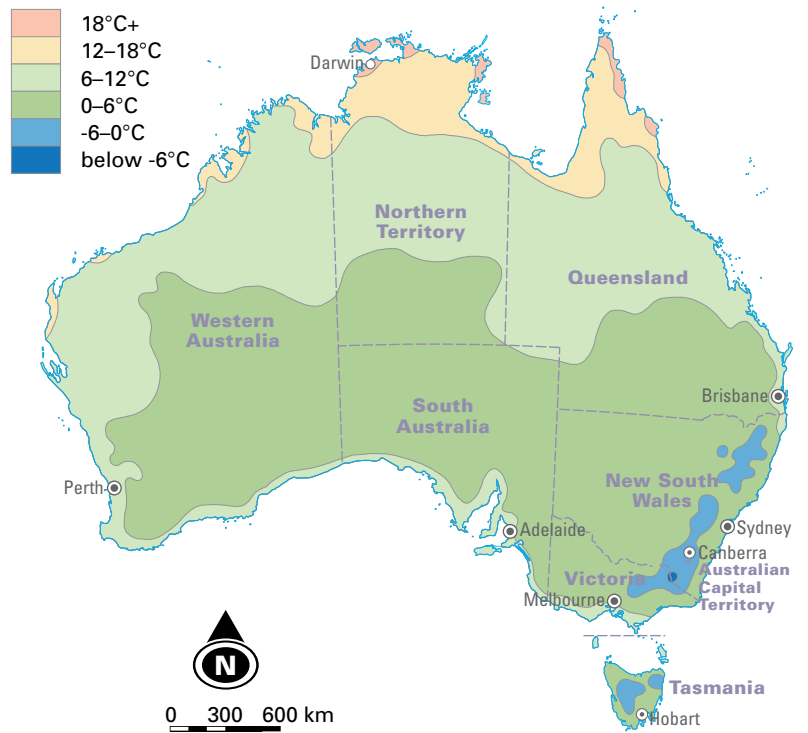 18°C+
12–18°C
6–12°C
0–6°C
-6–0°C
below -6°C
Darwin
Northern
Territory
Queensland
Western
Australia
South
Australia
Brisbane
New South
Wales
Perth
Adelaide
Sydney
Canberra
Australian
Capital
Territory
Victoria
Melbourne
Tasmania
Hobart
N
0 300 600 km